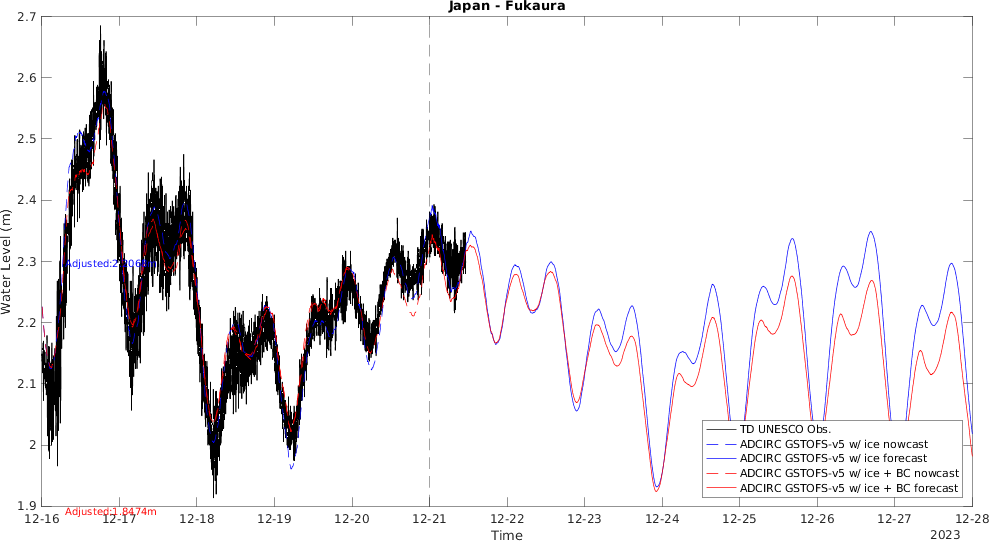 Japan - Fukaura
2.7
2.6
2.5
2.4
2.3
2.2
2.1
2
1.9
Water Level (m)
Adjusted:2.
Adjusted:1.8474m
12-16
12-17
12-18
12-19
12-20
12-21
12-22
12-23
12-24
12-25
12-26
12-27
12-28
Time
2023
TD UNESCO Obs.
ADCIRC GSTOFS-v5 w/ ice nowcast
ADCIRC GSTOFS-v5 w/ ice forecast
ADCIRC GSTOFS-v5 w/ ice + BC nowcast
ADCIRC GSTOFS-v5 w/ ice + BC forecast